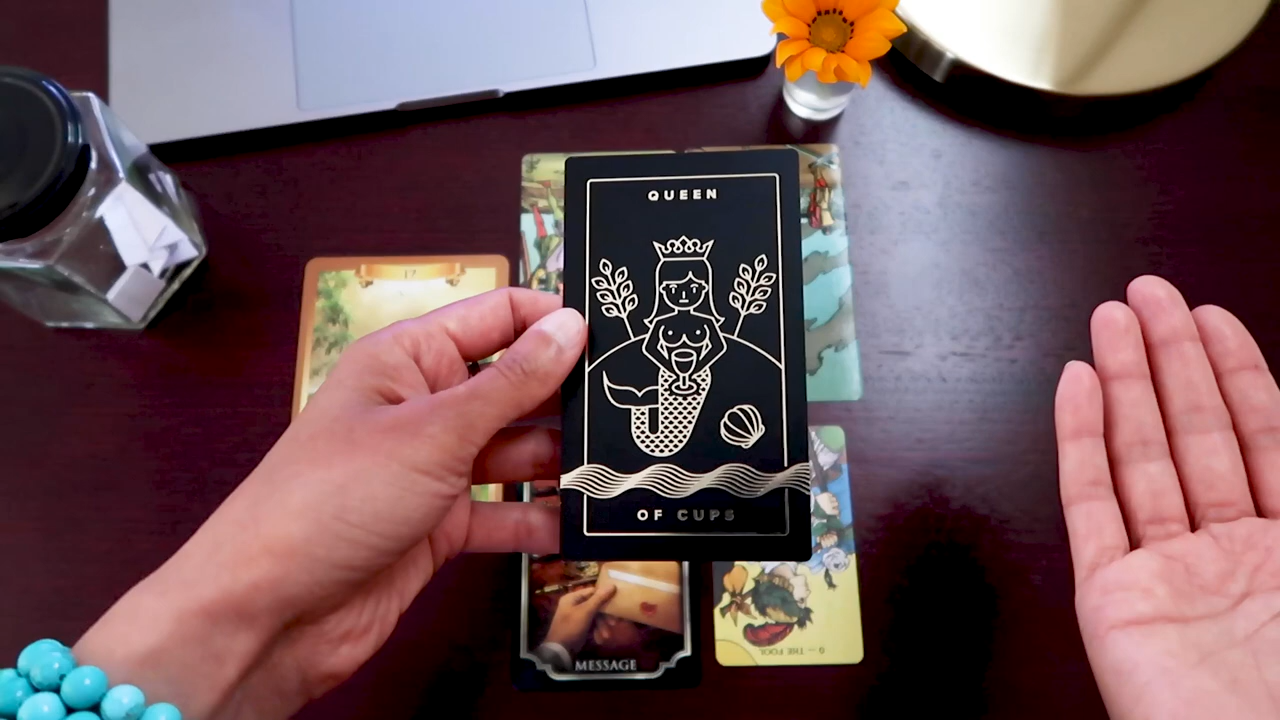 17
QUEEN
OF CUPS
MESSAGE
0 — THE FOOL